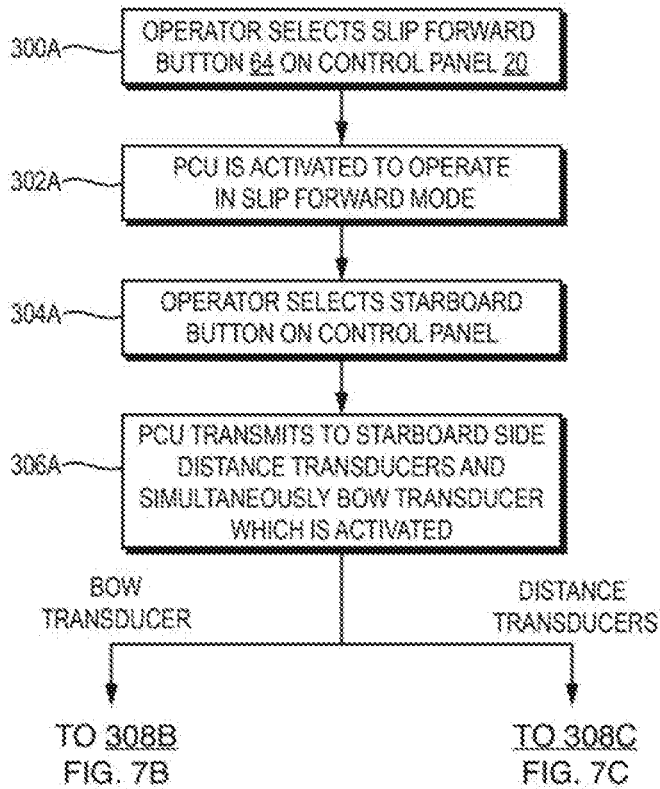 300A
OPERATOR SELECTS SLIP FORWARD
BUTTON 64 ON CONTROL PANEL 20
302A
PCU IS ACTIVATED TO OPERATE
IN SLIP FORWARD MODE
304A
OPERATOR SELECTS STARBOARD
BUTTON ON CONTROL PANEL
306A
PCU TRANSMITS TO STARBOARD SIDE
DISTANCE TRANSDUCERS AND
SIMULTANEOUSLY BOW TRANSDUCER
WHICH IS ACTIVATED
BOW
TRANSDUCER
DISTANCE
TRANSDUCERS
TO 308B
FIG. 7B
TO 308C
FIG. 7C